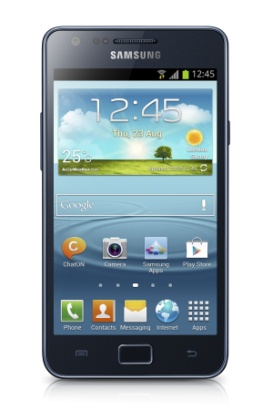 SAMSUNG
12:45
12:45
Thu, 23 Aug
25°
Google
ChatON Camera Samsung Apps Play Store
Phone Contacts Messaging Internet Apps